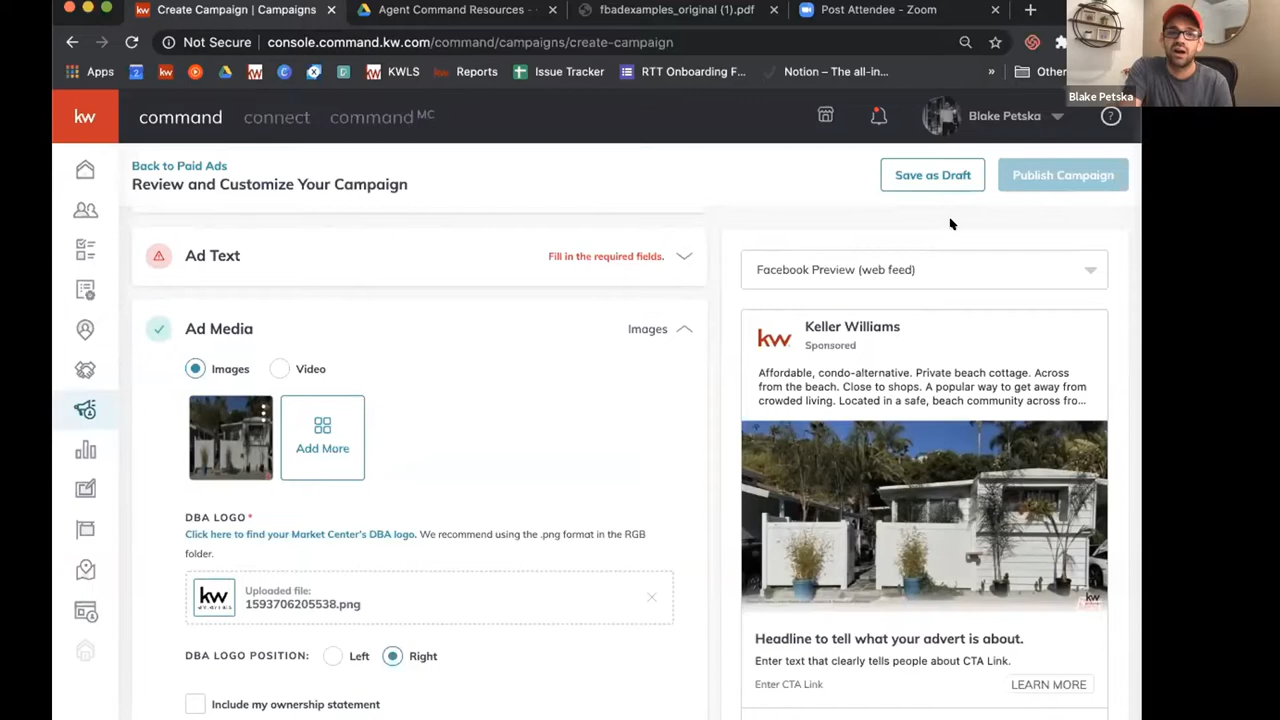 Create Campaign | Campaigns
Agent Command Resources -
fbadexamples_original (1).pdf
Post Attendee - Zoom
Not Secure | console.command.kw.com/command/campaigns/create-campaign
Apps
2
kw
KWLS
Reports
Issue Tracker
RTT Onboarding F...
Notion – The all-in...
»
Other
Blake Petska
kw
command
connect
command MC
Blake Petska
?
Back to Paid Ads
Review and Customize Your Campaign
Save as Draft
Publish Campaign
Ad Text
Fill in the required fields.
Facebook Preview (web feed)
Ad Media
Images
Images
Video
Add More
kw
Keller Williams
Sponsored
Affordable, condo-alternative. Private beach cottage. Across
from the beach. Close to shops. A popular way to get away from
crowded living. Located in a safe, beach community across fro...
DBA LOGO *
Click here to find your Market Center's DBA logo. We recommend using the .png format in the RGB
folder.
kw
Uploaded file:
1593706205538.png
kw
DBA LOGO POSITION:
Left
Right
Include my ownership statement
Headline to tell what your advert is about.
Enter text that clearly tells people about CTA Link.
Enter CTA Link
LEARN MORE